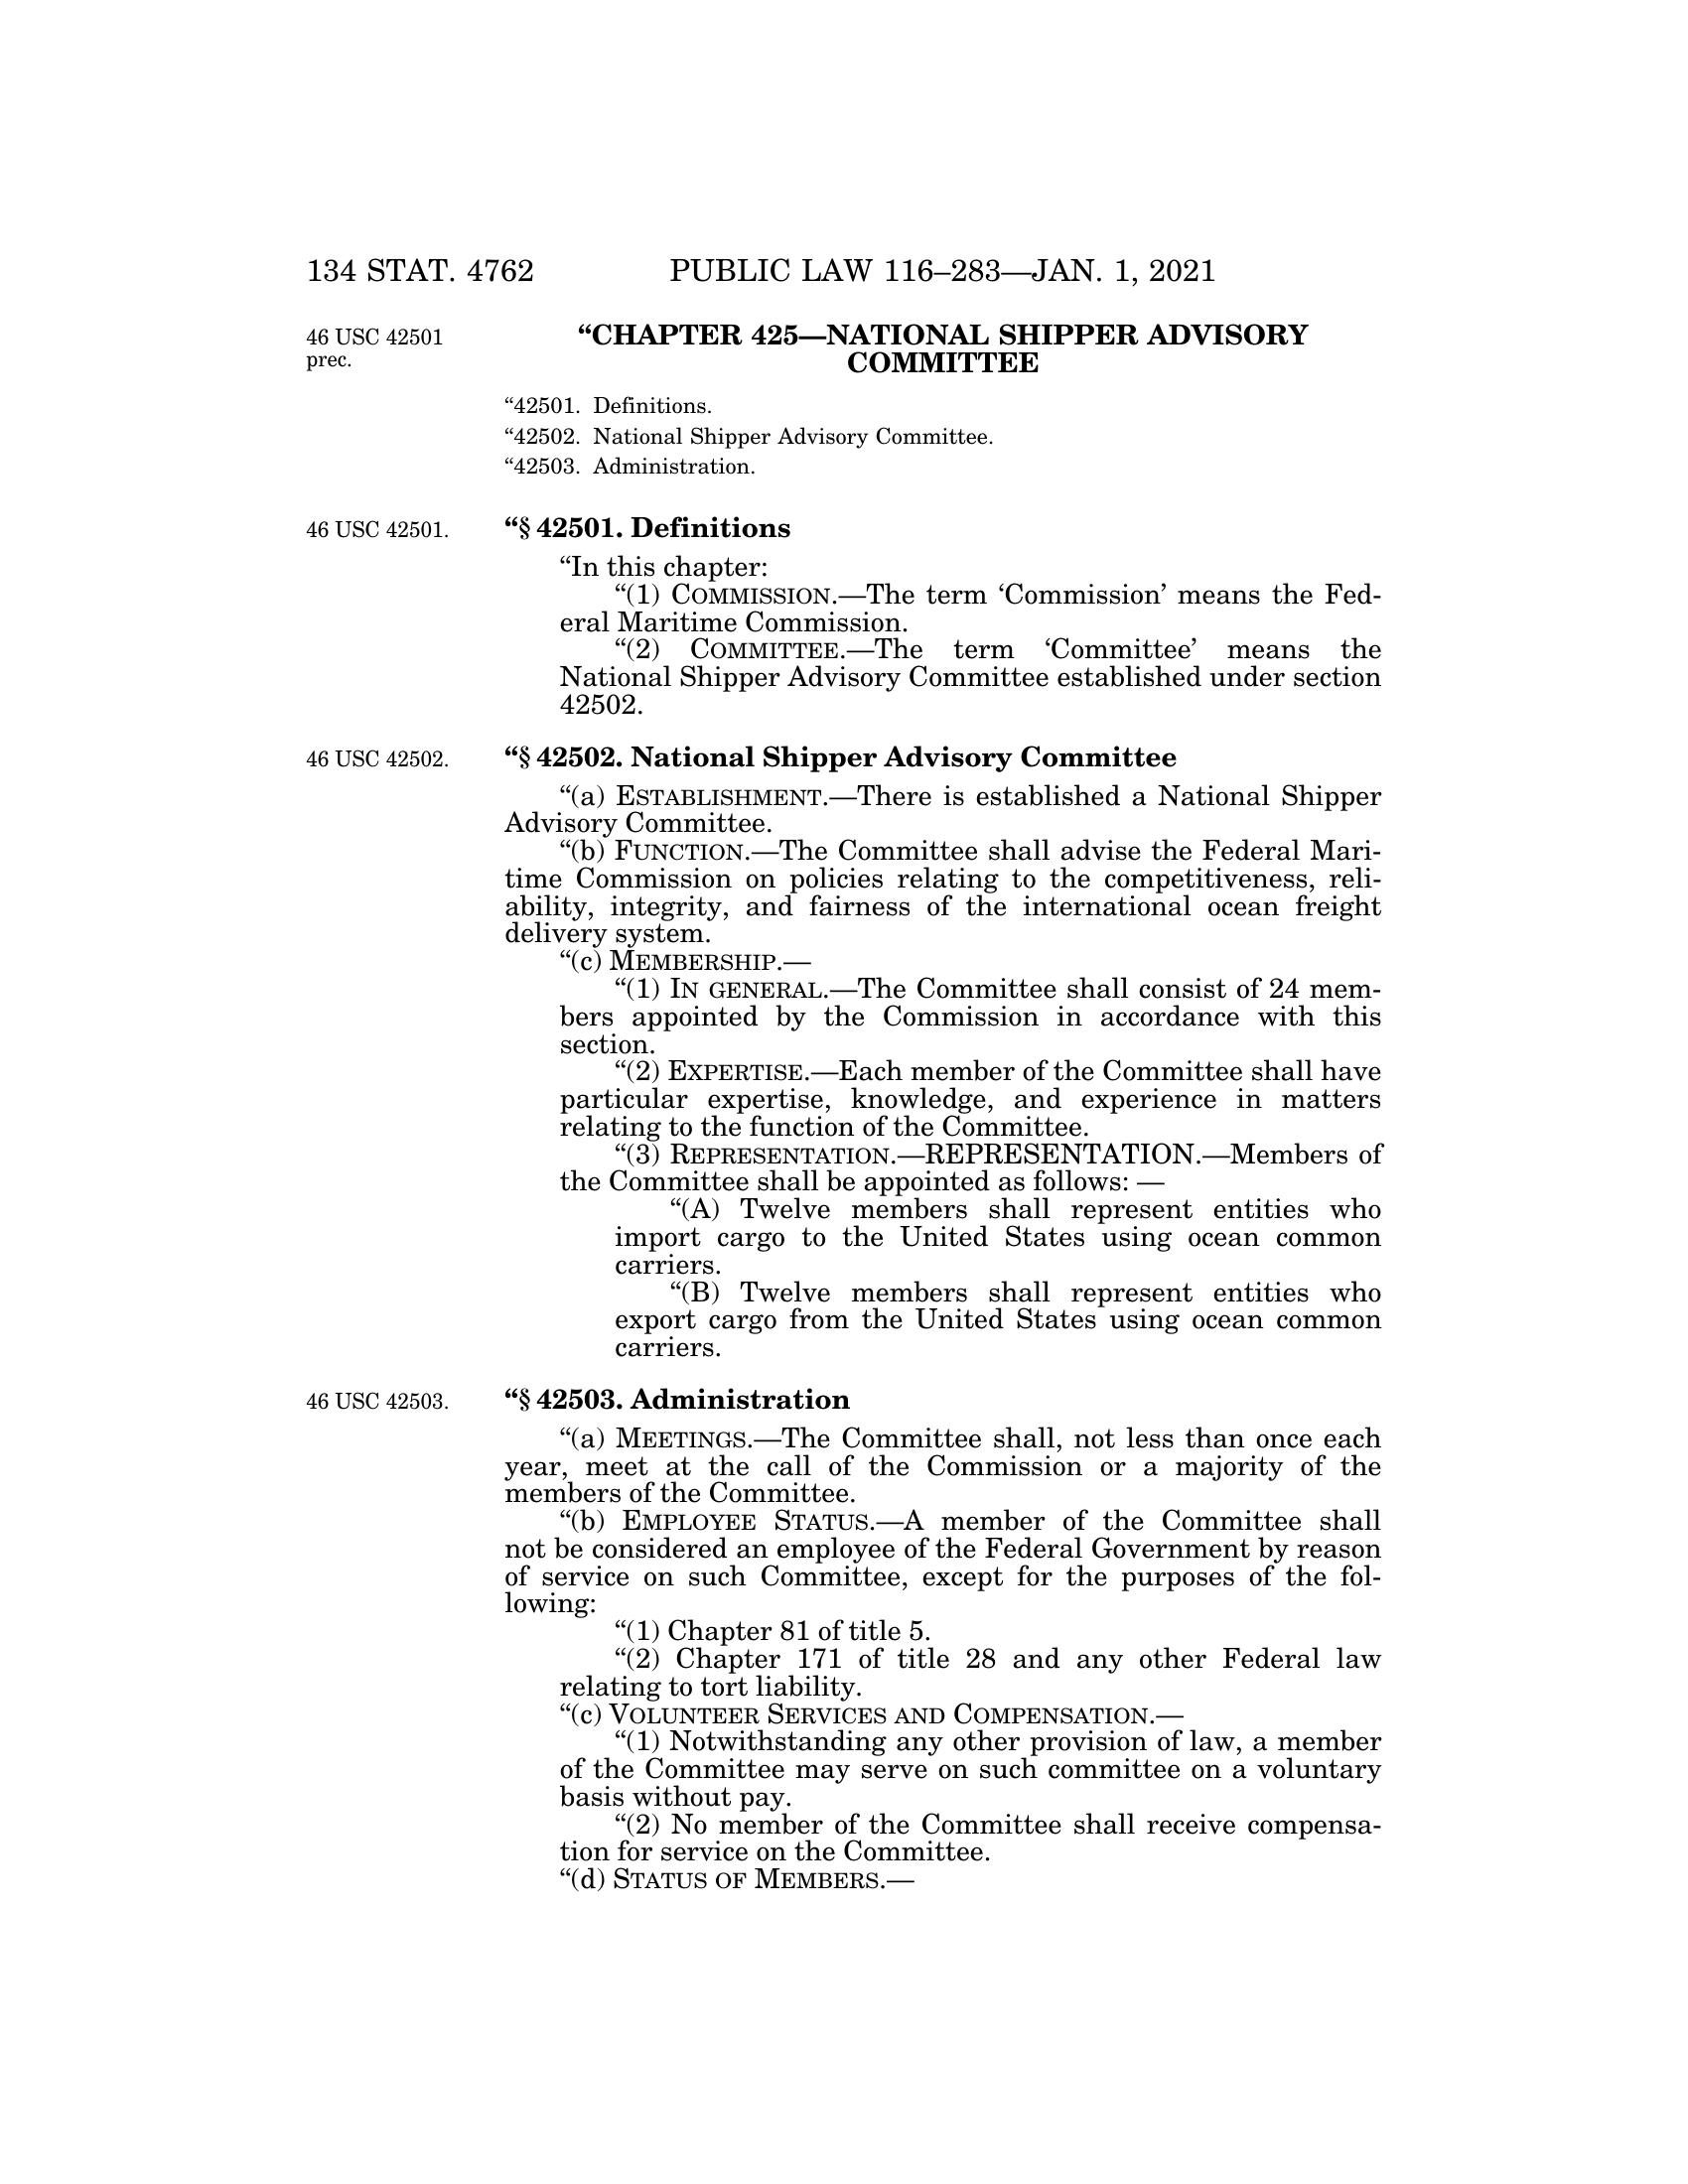 134 STAT. 4762 PUBLIC LAW 116–283—JAN. 1, 2021
46 USC 42501
prec.
“CHAPTER 425—NATIONAL SHIPPER ADVISORY
COMMITTEE
“42501. Definitions.
“42502. National Shipper Advisory Committee.
“42503. Administration.
46 USC 42501.
“§ 42501. Definitions
“In this chapter:
“(1) COMMISSION.—The term ‘Commission’ means the Fed-
eral Maritime Commission.
“(2) COMMITTEE.—The term ‘Committee’ means the
National Shipper Advisory Committee established under section
42502.
46 USC 42502.
“§ 42502. National Shipper Advisory Committee
“(a) ESTABLISHMENT.—There is established a National Shipper
Advisory Committee.
“(b) FUNCTION.—The Committee shall advise the Federal Mari-
time Commission on policies relating to the competitiveness, reli-
ability, integrity, and fairness of the international ocean freight
delivery system.
“(c) MEMBERSHIP.—
“(1) IN GENERAL.—The Committee shall consist of 24 mem-
bers appointed by the Commission in accordance with this
section.
“(2) EXPERTISE.—Each member of the Committee shall have
particular expertise, knowledge, and experience in matters
relating to the function of the Committee.
“(3) REPRESENTATION.—REPRESENTATION.—Members of
the Committee shall be appointed as follows: —
“(A) Twelve members shall represent entities who
import cargo to the United States using ocean common
carriers.
“(B) Twelve members shall represent entities who
export cargo from the United States using ocean common
carriers.
46 USC 42503.
“§ 42503. Administration
“(a) MEETINGS.—The Committee shall, not less than once each
year, meet at the call of the Commission or a majority of the
members of the Committee.
“(b) EMPLOYEE STATUS.—A member of the Committee shall
not be considered an employee of the Federal Government by reason
of service on such Committee, except for the purposes of the fol-
lowing:
“(1) Chapter 81 of title 5.
“(2) Chapter 171 of title 28 and any other Federal law
relating to tort liability.
“(c) VOLUNTEER SERVICES AND COMPENSATION.—
“(1) Notwithstanding any other provision of law, a member
of the Committee may serve on such committee on a voluntary
basis without pay.
“(2) No member of the Committee shall receive compensa-
tion for service on the Committee.
“(d) STATUS OF MEMBERS.—